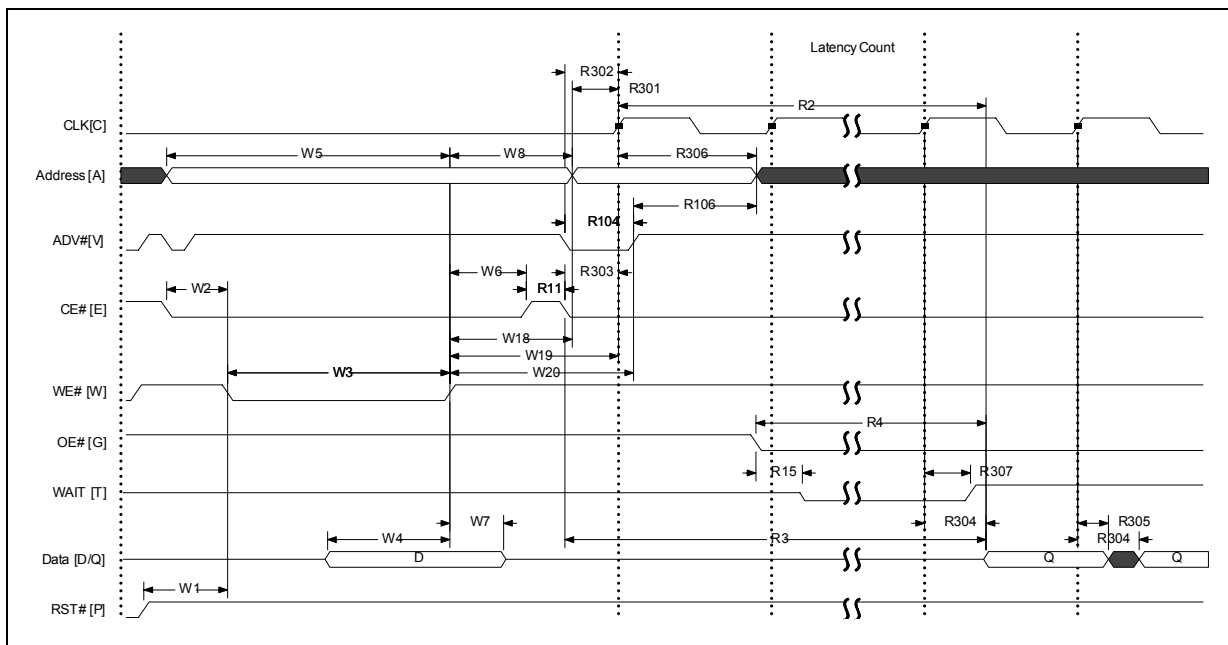 Latency Count
R302
R301
R2
CLK[C]
W5
W8
R306
Address [A]
R106
R104
ADV#[V]
W6
R303
W2
R11
CE# [E]
W18
W19
W3
W20
WE# [W]
R4
OE# [G]
R15
R307
WAIT [T]
W7
R304
R305
W4
R3
R304
Data [D/Q]
D
Q
Q
W1
RST# [P]